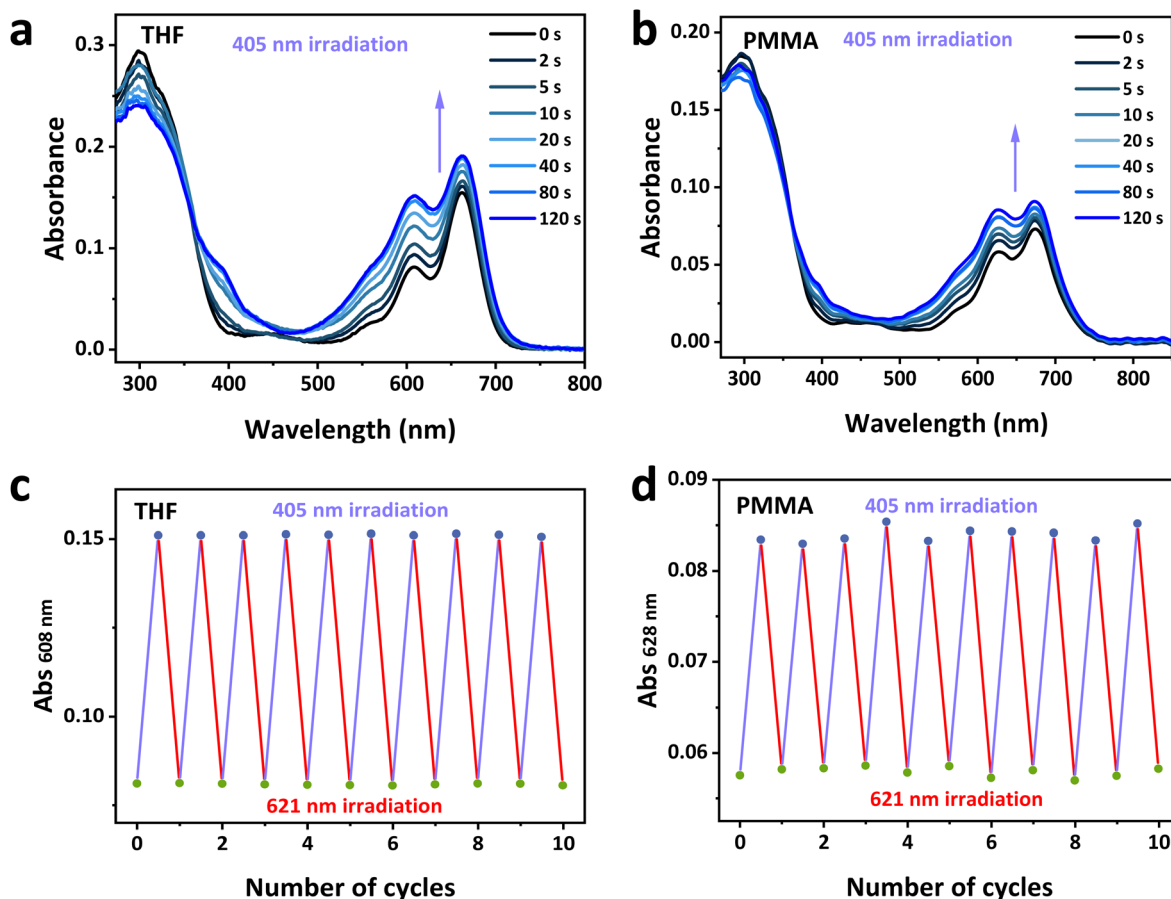 a
THF
405 nm irradiation
0 s
2 s
5 s
10 s
20 s
40 s
80 s
120 s
0.3
0.2
0.1
0.0
Absorbance
300 400 500 600 700 800
Wavelength (nm)
b
PMMA
405 nm irradiation
0 s
2 s
5 s
10 s
20 s
40 s
80 s
120 s
0.20
0.15
0.10
0.05
0.00
Absorbance
300 400 500 600 700 800
Wavelength (nm)
c
THF
405 nm irradiation
0.15
0.10
Abs 608 nm
621 nm irradiation
0 2 4 6 8 10
Number of cycles
d
PMMA
405 nm irradiation
0.09
0.08
0.07
0.06
Abs 628 nm
621 nm irradiation
0 2 4 6 8 10
Number of cycles